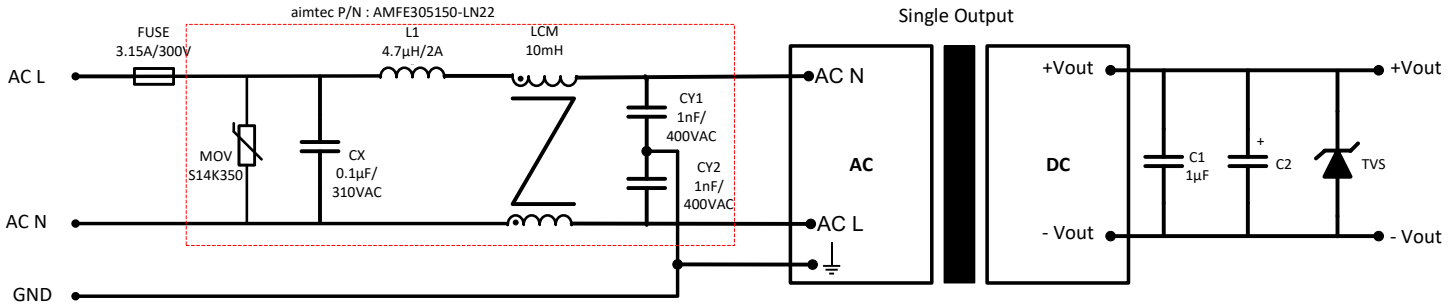 aimtec P/N : AMFE305150-LN22
Single Output
FUSE
3.15A/300V
L1
4.7µH/2A
LCM
10mH
AC L
AC N
+Vout
+Vout
CY1
1nF/
400VAC
MOV
S14K350
CX
0.1µF/
310VAC
CY2
1nF/
400VAC
AC
DC
C1
1µF
+
C2
TVS
AC N
AC L
- Vout
- Vout
GND